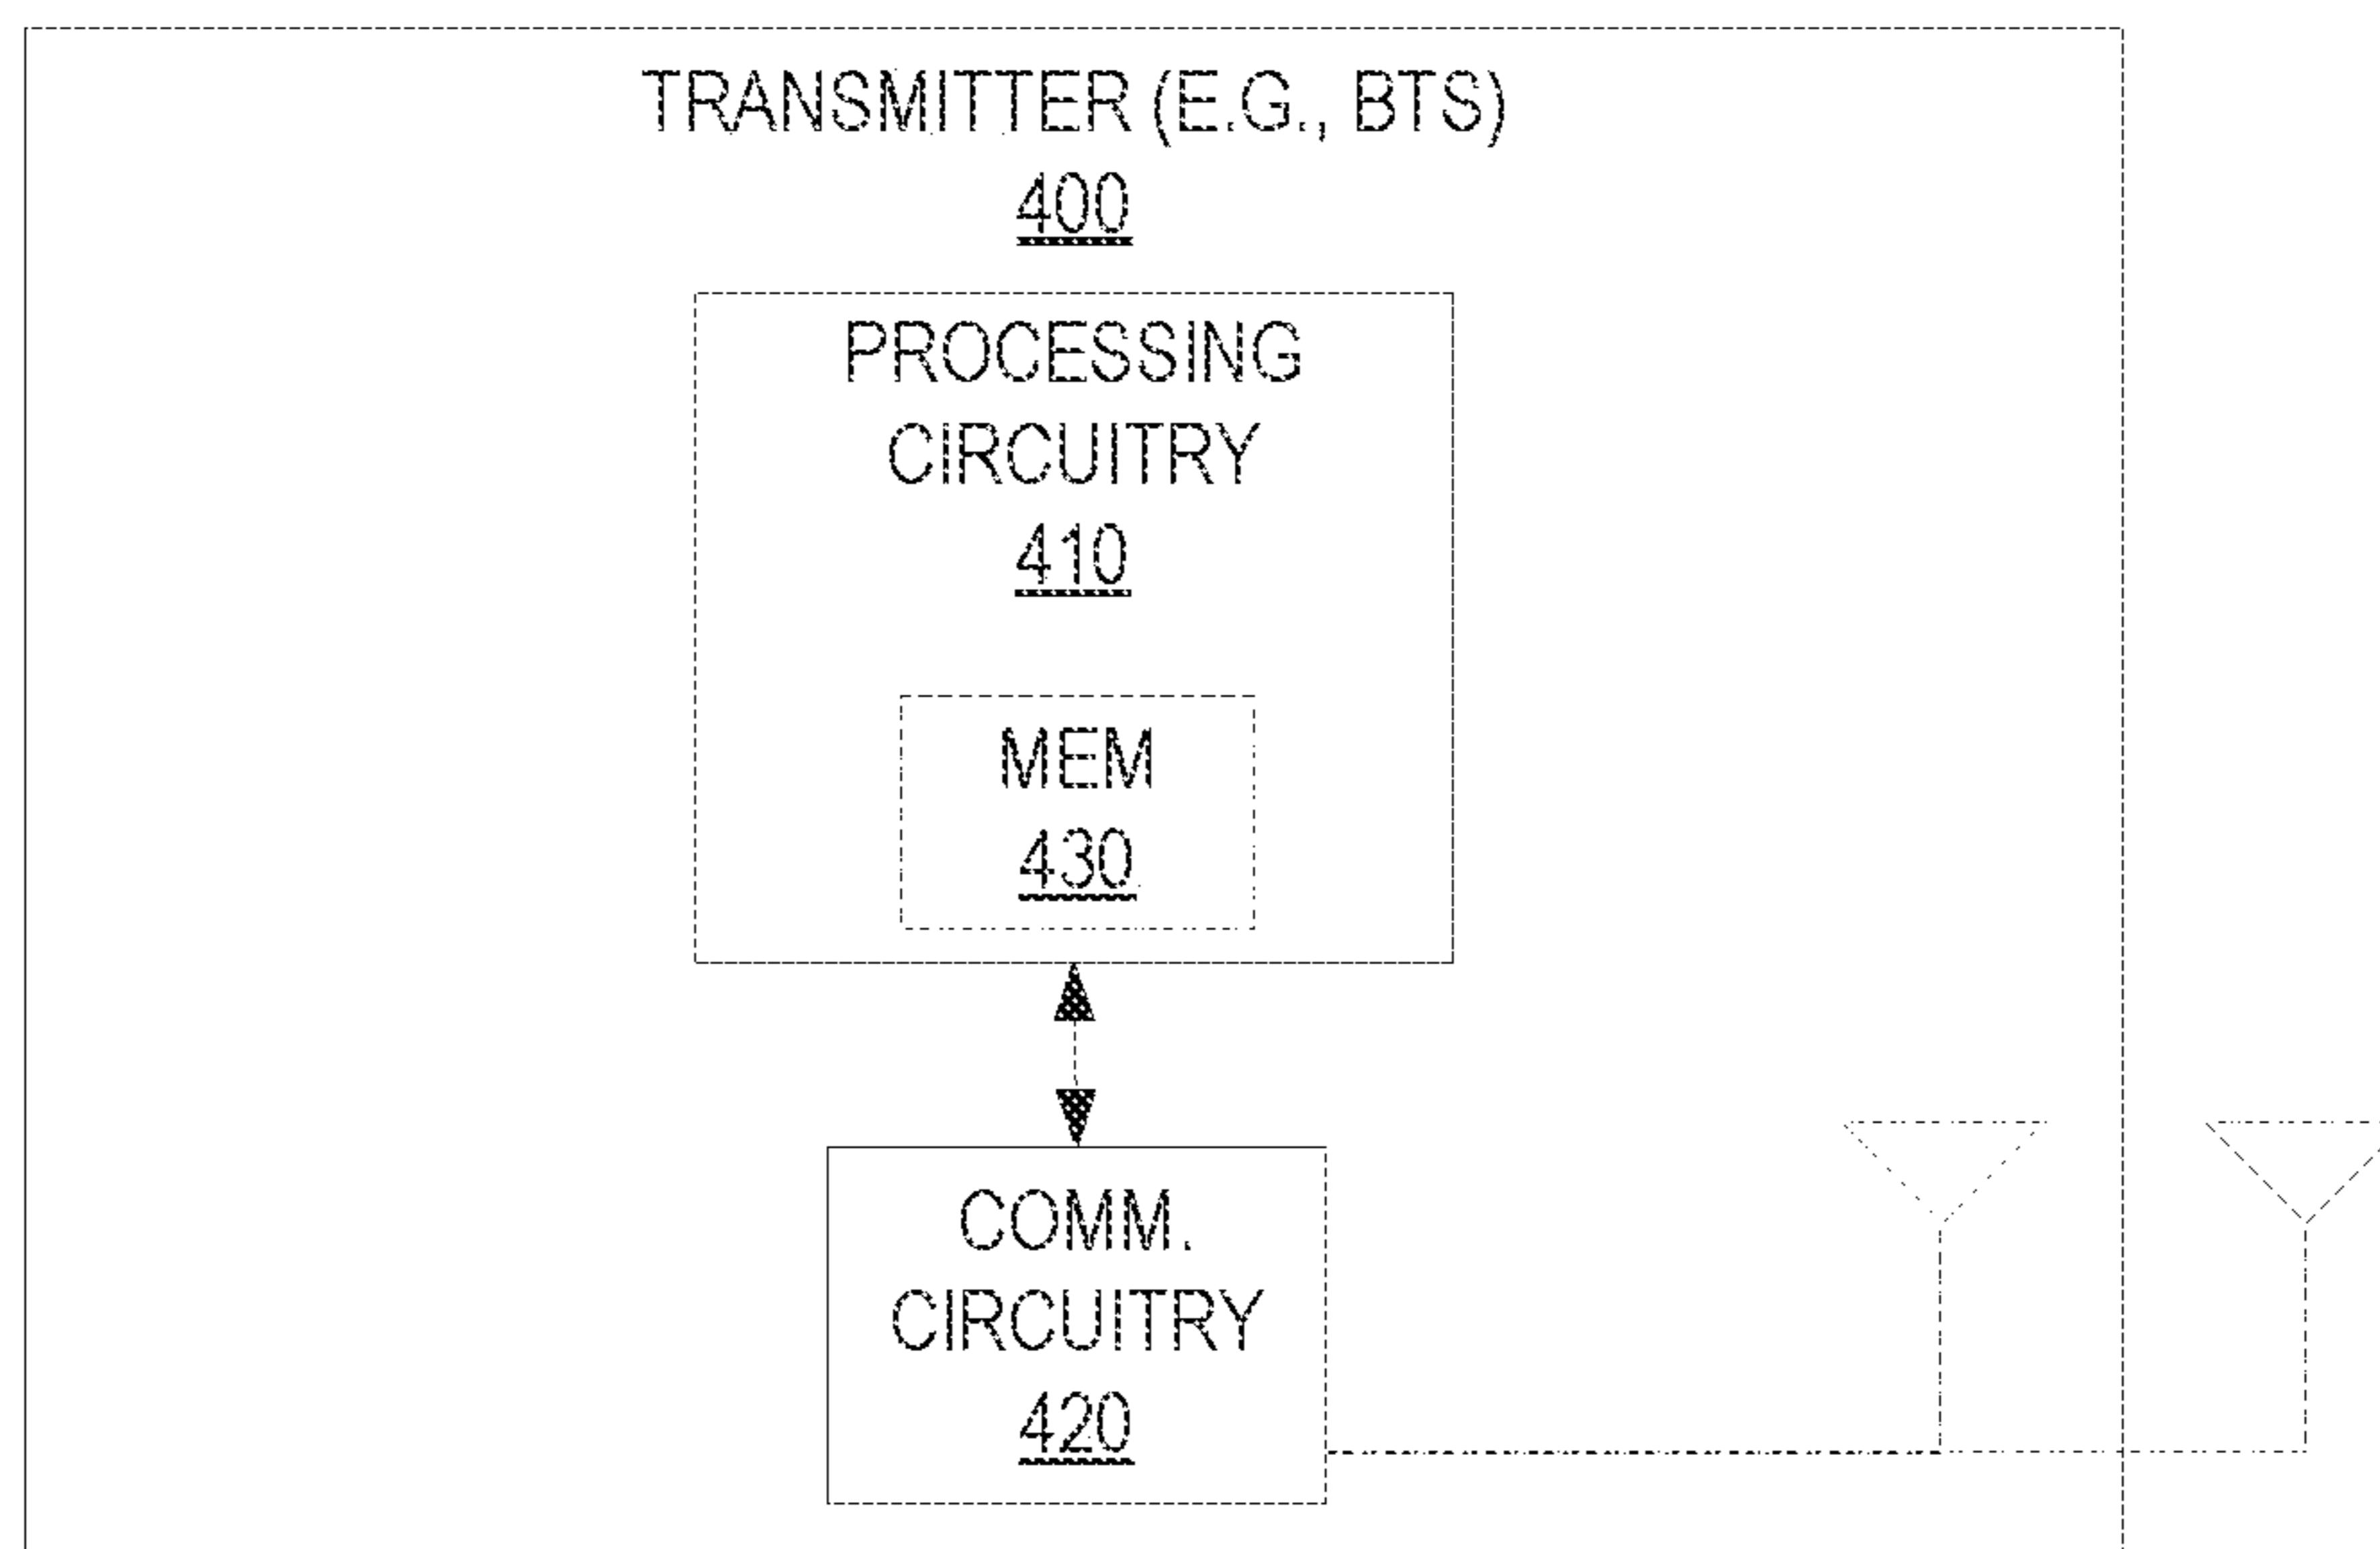 TRANSMITTER (E.G., BTS)
400
PROCESSING
CIRCUITRY
410
MEM
430
COMM.
CIRCUITRY
420